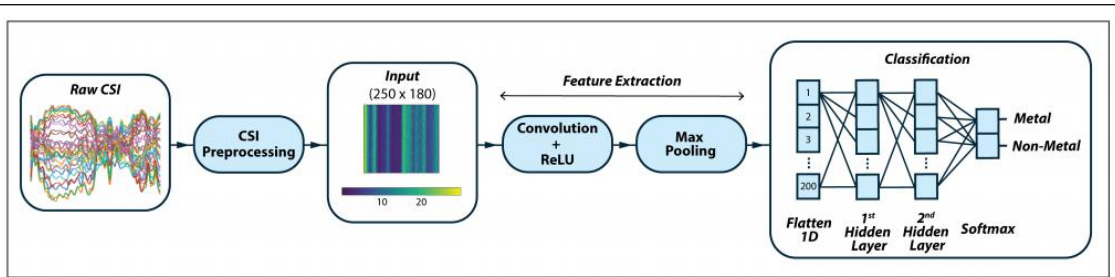 Raw CSI
CSI
Preprocessing
Input
(250 x 180)
10
20
Feature Extraction
Convolution
+
ReLU
Max
Pooling
Classification
1
2
3
200
Flatten
1D
1st
Hidden
Layer
2nd
Hidden
Layer
Softmax
Metal
Non-Metal